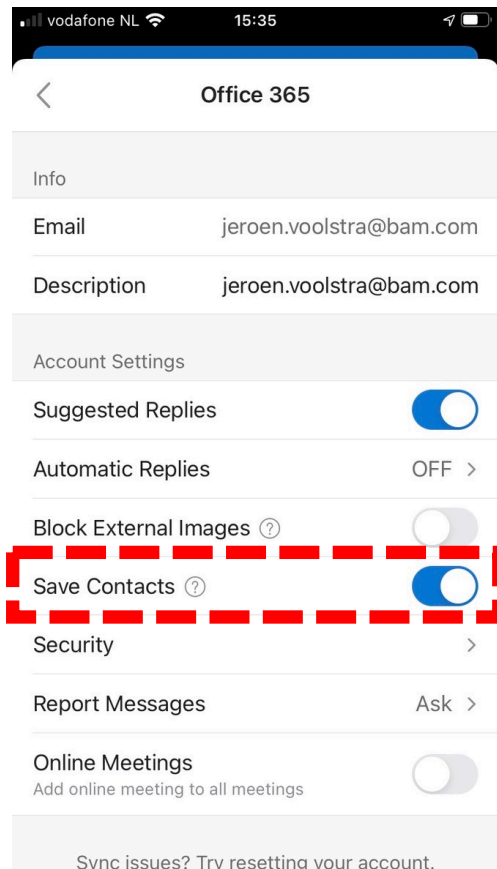 vodafone NL 15:35
Office 365
Info
Email jeroen.voolstra@bam.com
Description jeroen.voolstra@bam.com
Account Settings
Suggested Replies
Automatic Replies OFF >
Block External Images ?
Save Contacts ?
Security >
Report Messages Ask >
Online Meetings
Add online meeting to all meetings
Sync issues? Try resetting your account.